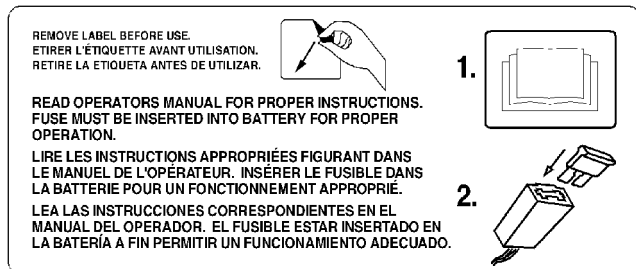 REMOVE LABEL BEFORE USE.
ETIRER L'ÉTIQUETTE AVANT UTILISATION.
RETIRE LA ETIQUETA ANTES DE UTILIZAR.
READ OPERATORS MANUAL FOR PROPER INSTRUCTIONS.
FUSE MUST BE INSERTED INTO BATTERY FOR PROPER
OPERATION.
LIRE LES INSTRUCTIONS APPROPRIÉES FIGURANT DANS
LE MANUEL DE L'OPÉRATEUR. INSÉRER LE FUSIBLE DANS
LA BATTERIE POUR UN FONCTIONNEMENT APPROPRIÉ.
LEA LAS INSTRUCCIONES CORRESPONDIENTES EN EL
MANUAL DEL OPERADOR. EL FUSIBLE ESTAR INSERTADO EN
LA BATERÍA A FIN PERMITIR UN FUNCIONAMIENTO ADECUADO.
1.
2.